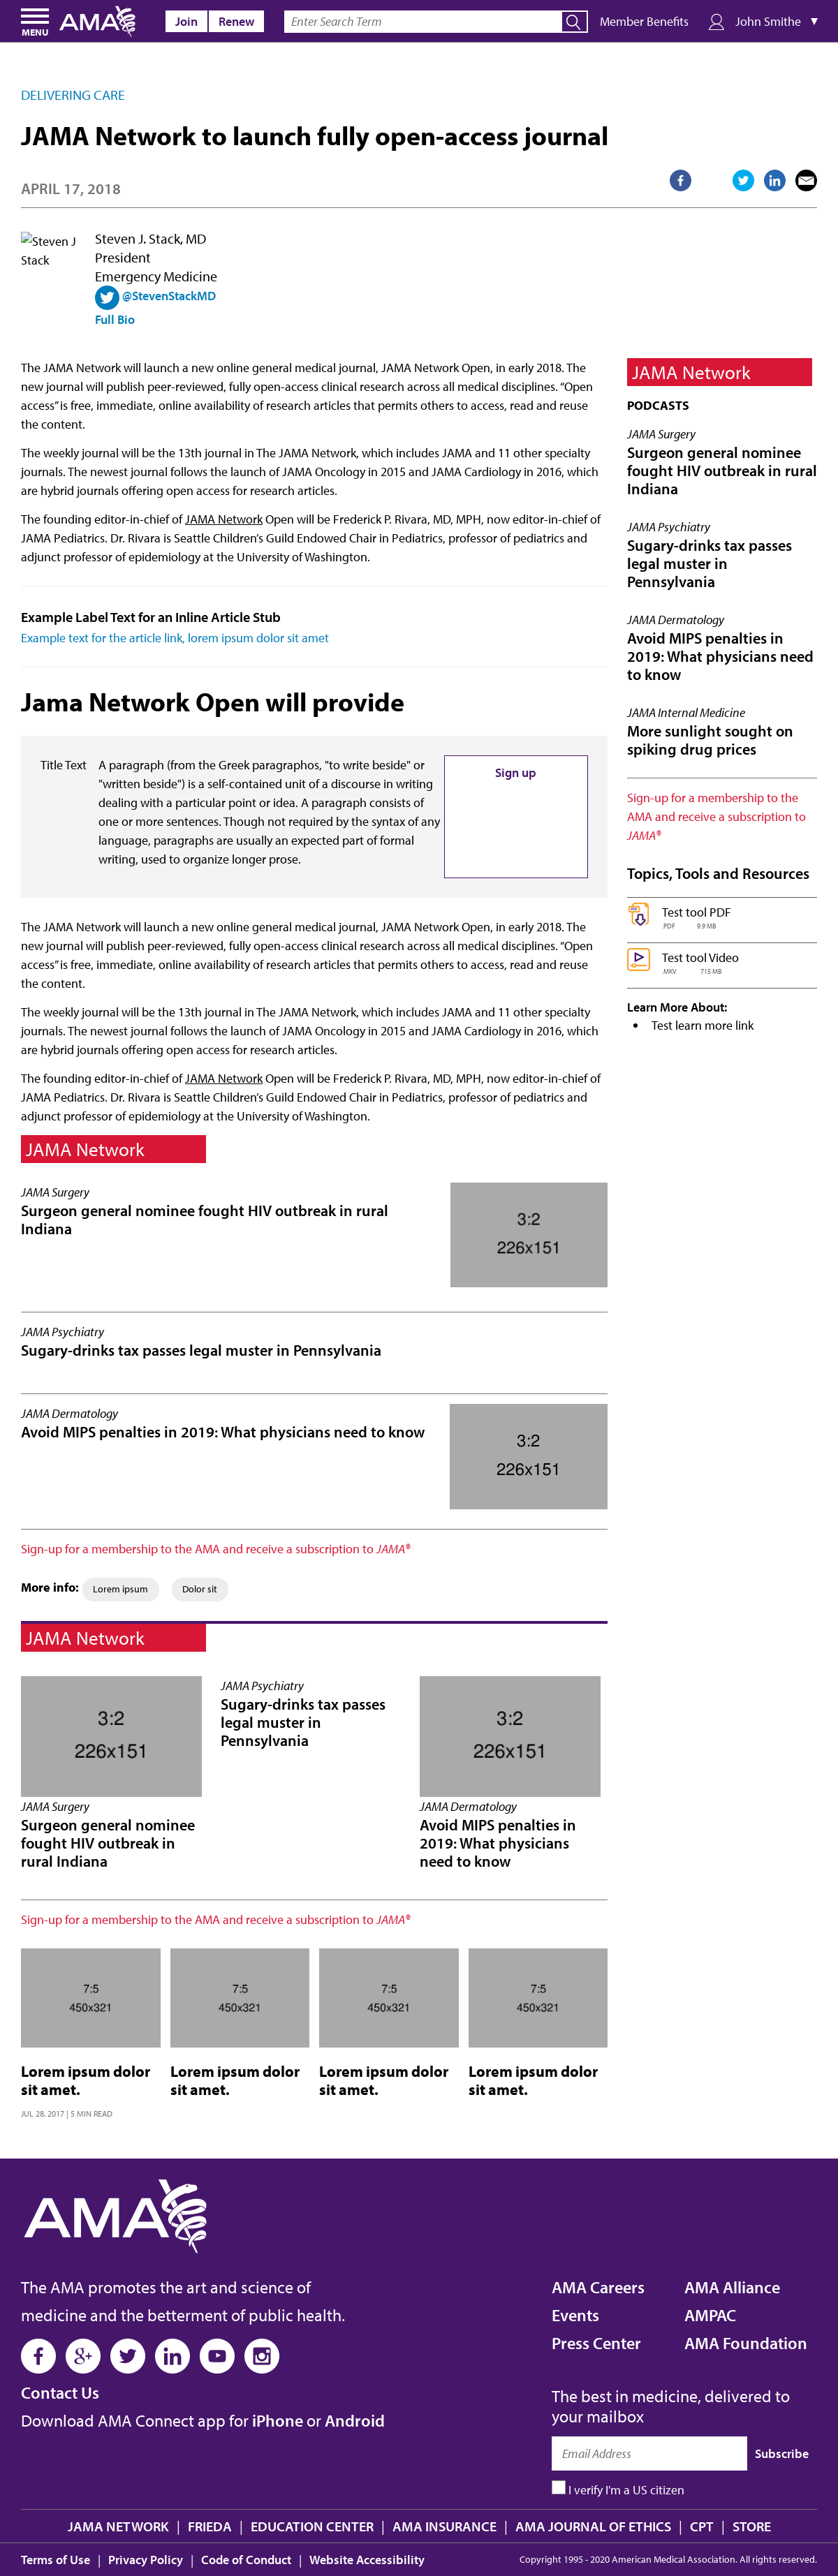 MENU
AMA
Join
Renew
Enter Search Term
Member Benefits
John Smithe ▼
DELIVERING CARE
JAMA Network to launch fully open-access journal
APRIL 17, 2018
Steven J Stack
Steven J. Stack, MD
President
Emergency Medicine
@StevenStackMD
Full Bio
The JAMA Network will launch a new online general medical journal, JAMA Network Open, in early 2018. The
new journal will publish peer-reviewed, fully open-access clinical research across all medical disciplines. “Open
access” is free, immediate, online availability of research articles that permits others to access, read and reuse
the content.
The weekly journal will be the 13th journal in The JAMA Network, which includes JAMA and 11 other specialty
journals. The newest journal follows the launch of JAMA Oncology in 2015 and JAMA Cardiology in 2016, which
are hybrid journals offering open access for research articles.
The founding editor-in-chief of JAMA Network Open will be Frederick P. Rivara, MD, MPH, now editor-in-chief of
JAMA Pediatrics. Dr. Rivara is Seattle Children’s Guild Endowed Chair in Pediatrics, professor of pediatrics and
adjunct professor of epidemiology at the University of Washington.
Example Label Text for an Inline Article Stub
Example text for the article link, lorem ipsum dolor sit amet
Jama Network Open will provide
Title Text
A paragraph (from the Greek paragraphos, "to write beside" or
"written beside") is a self-contained unit of a discourse in writing
dealing with a particular point or idea. A paragraph consists of
one or more sentences. Though not required by the syntax of any
language, paragraphs are usually an expected part of formal
writing, used to organize longer prose.
Sign up
The JAMA Network will launch a new online general medical journal, JAMA Network Open, in early 2018. The
new journal will publish peer-reviewed, fully open-access clinical research across all medical disciplines. “Open
access” is free, immediate, online availability of research articles that permits others to access, read and reuse
the content.
The weekly journal will be the 13th journal in The JAMA Network, which includes JAMA and 11 other specialty
journals. The newest journal follows the launch of JAMA Oncology in 2015 and JAMA Cardiology in 2016, which
are hybrid journals offering open access for research articles.
The founding editor-in-chief of JAMA Network Open will be Frederick P. Rivara, MD, MPH, now editor-in-chief of
JAMA Pediatrics. Dr. Rivara is Seattle Children’s Guild Endowed Chair in Pediatrics, professor of pediatrics and
adjunct professor of epidemiology at the University of Washington.
JAMA Network
JAMA Surgery
Surgeon general nominee fought HIV outbreak in rural
Indiana
3:2
226x151
JAMA Psychiatry
Sugary-drinks tax passes legal muster in Pennsylvania
JAMA Dermatology
Avoid MIPS penalties in 2019: What physicians need to know
3:2
226x151
Sign-up for a membership to the AMA and receive a subscription to JAMA®
More info: Lorem ipsum Dolor sit
JAMA Network
3:2
226x151
JAMA Surgery
Surgeon general nominee
fought HIV outbreak in
rural Indiana
JAMA Psychiatry
Sugary-drinks tax passes
legal muster in
Pennsylvania
3:2
226x151
JAMA Dermatology
Avoid MIPS penalties in
2019: What physicians
need to know
Sign-up for a membership to the AMA and receive a subscription to JAMA®
7:5
450x321
Lorem ipsum dolor
sit amet.
JUL 28, 2017 | 5 MIN READ
7:5
450x321
Lorem ipsum dolor
sit amet.
7:5
450x321
Lorem ipsum dolor
sit amet.
7:5
450x321
Lorem ipsum dolor
sit amet.
JAMA Network
PODCASTS
JAMA Surgery
Surgeon general nominee
fought HIV outbreak in rural
Indiana
JAMA Psychiatry
Sugary-drinks tax passes
legal muster in
Pennsylvania
JAMA Dermatology
Avoid MIPS penalties in
2019: What physicians need
to know
JAMA Internal Medicine
More sunlight sought on
spiking drug prices
Sign-up for a membership to the
AMA and receive a subscription to
JAMA®
Topics, Tools and Resources
Test tool PDF
.PDF 9.9 MB
Test tool Video
.MKV 715 MB
Learn More About:
• Test learn more link
AMA
The AMA promotes the art and science of
medicine and the betterment of public health.
Contact Us
Download AMA Connect app for iPhone or Android
AMA Careers
Events
Press Center
AMA Alliance
AMPAC
AMA Foundation
The best in medicine, delivered to
your mailbox
Email Address
Subscribe
I verify I'm a US citizen
JAMA NETWORK | FRIEDA | EDUCATION CENTER | AMA INSURANCE | AMA JOURNAL OF ETHICS | CPT | STORE
Terms of Use | Privacy Policy | Code of Conduct | Website Accessibility
Copyright 1995 - 2020 American Medical Association. All rights reserved.